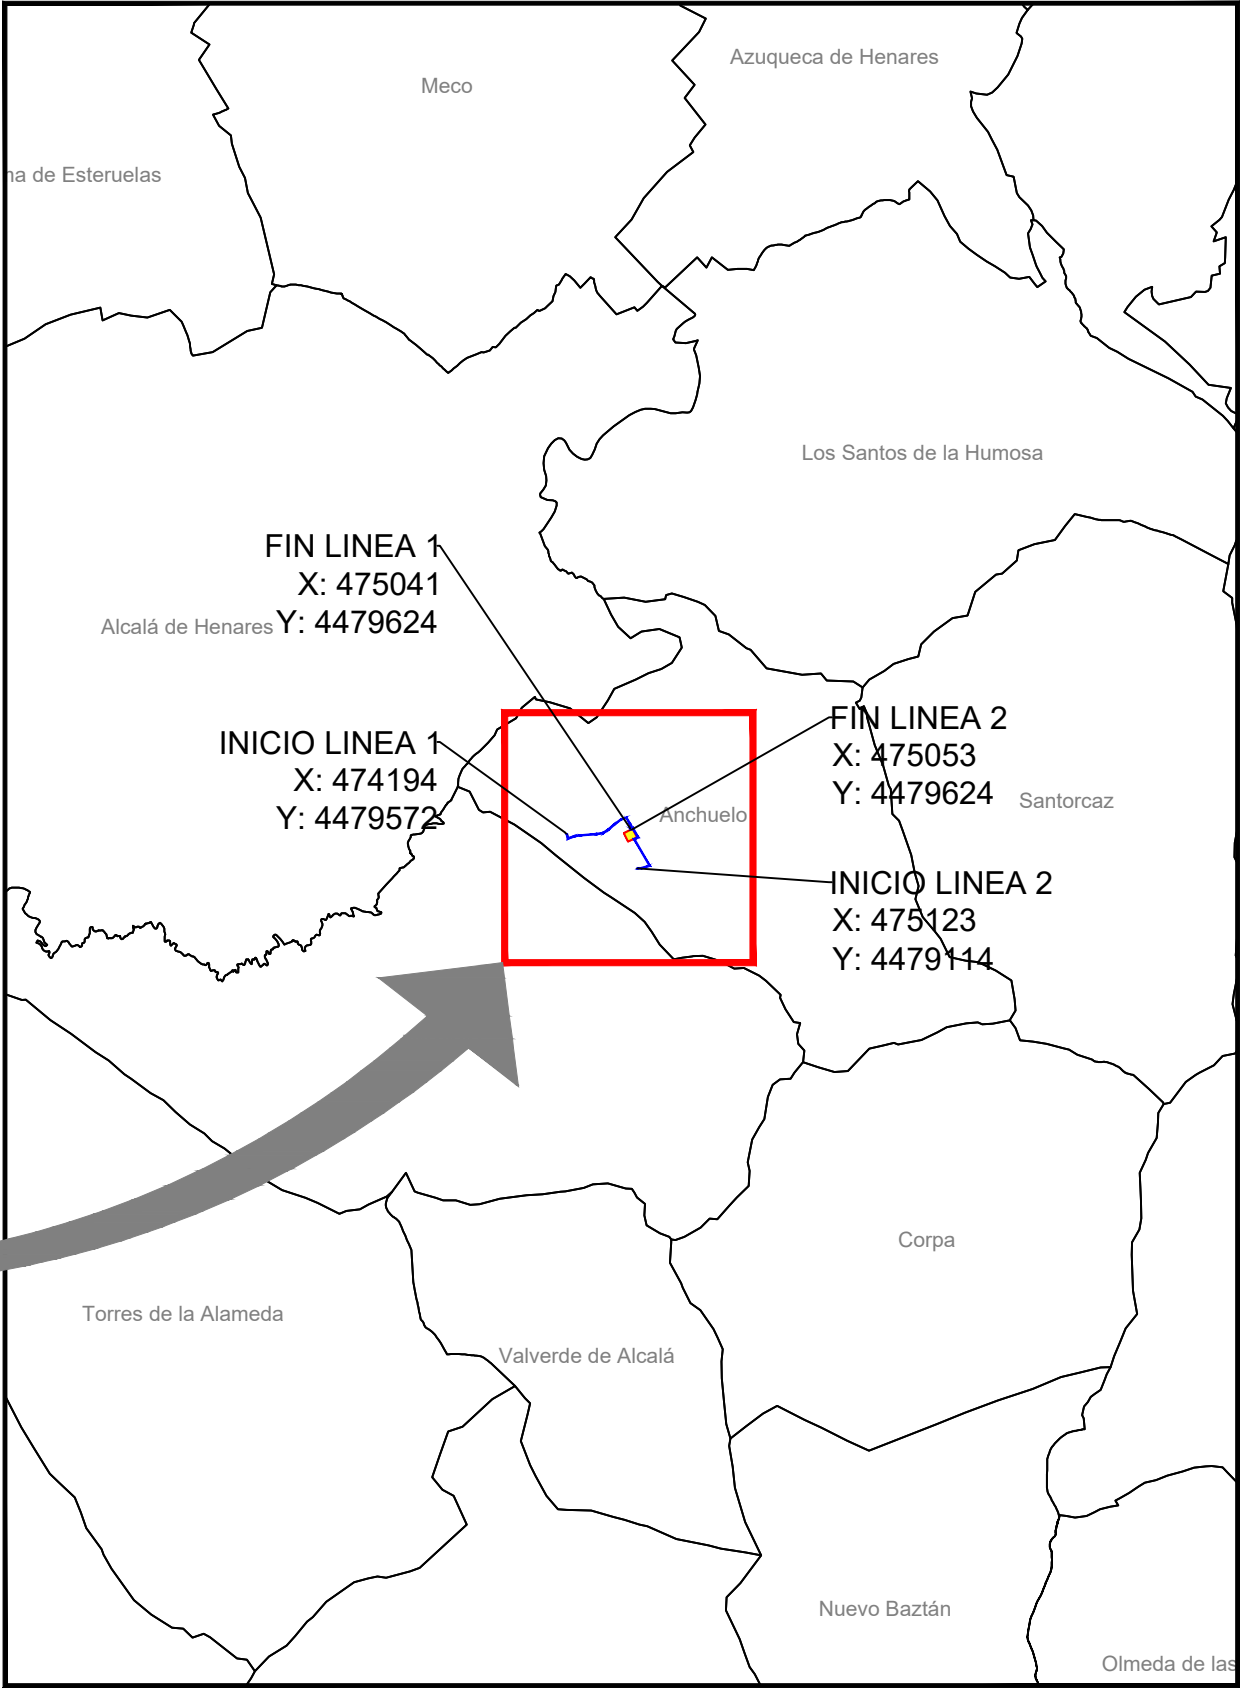 Azuqueca de Henares
Meco
na de Esteruelas
Los Santos de la Humosa
FIN LINEA 1
X: 475041
Y: 4479624
Alcalá de Henares
INICIO LINEA 1
X: 474194
Y: 4479572
FIN LINEA 2
X: 475053
Y: 4479624
Santorcaz
Anchuelo
INICIO LINEA 2
X: 475123
Y: 4479114
Corpa
Torres de la Alameda
Valverde de Alcalá
Nuevo Baztán
Olmeda de las